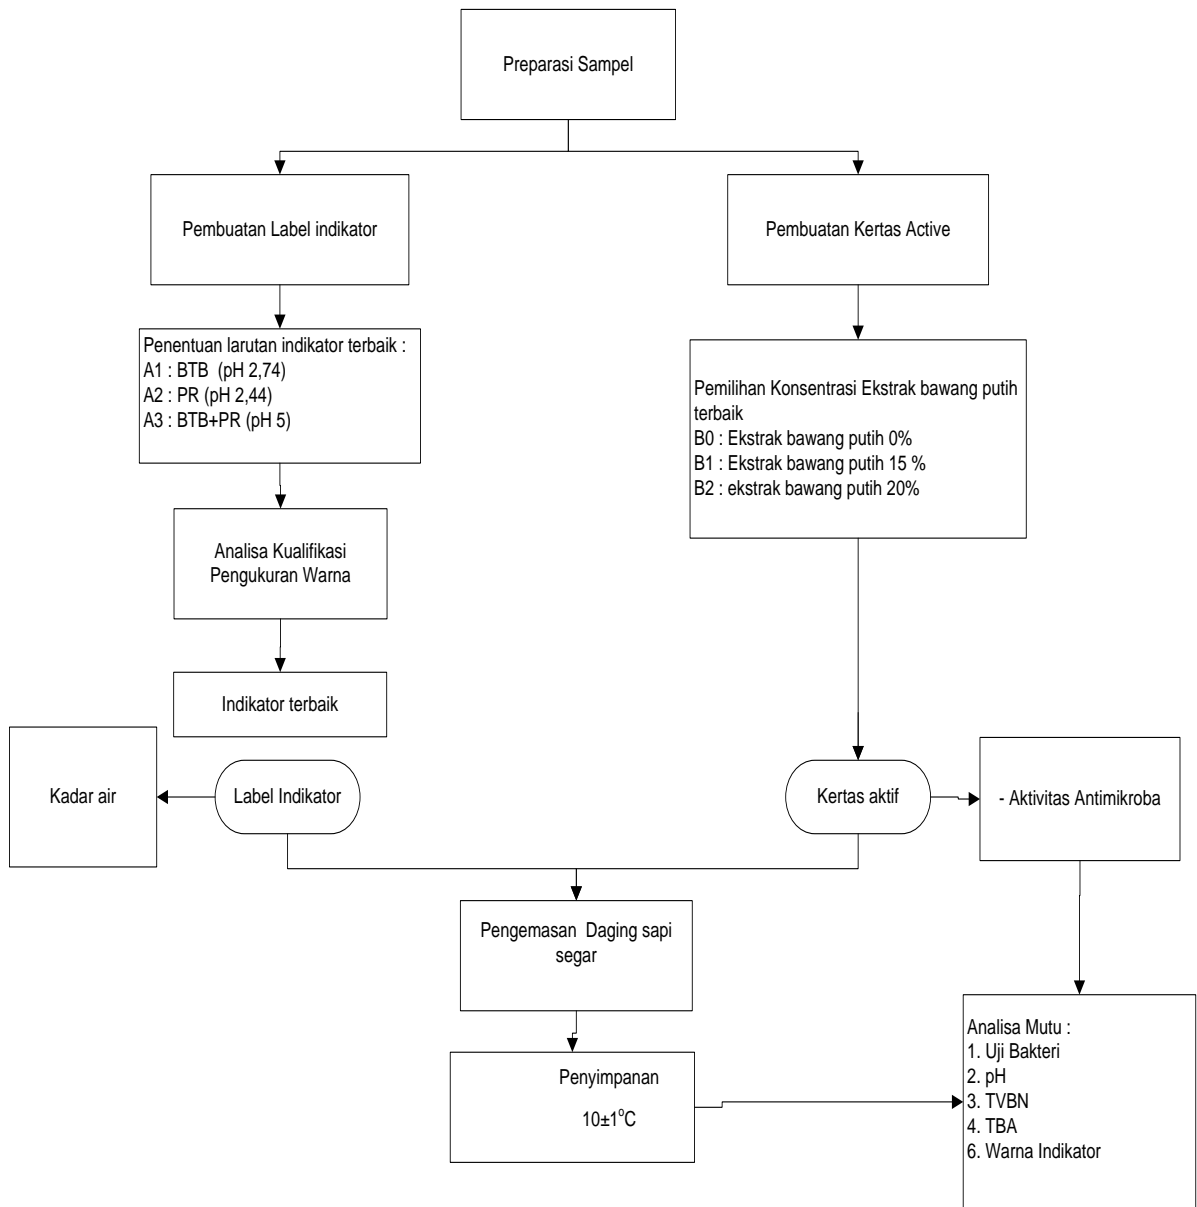 Preparasi Sampel
Pembuatan Label indikator
Pembuatan Kertas Active
Penentuan larutan indikator terbaik :
A1 : BTB  (pH 2,74)
A2 : PR (pH 2,44)
A3 : BTB+PR (pH 5)
Pemilihan Konsentrasi Ekstrak bawang putih
terbaik
B0 : Ekstrak bawang putih 0%
B1 : Ekstrak bawang putih 15 %
B2 : ekstrak bawang putih 20%
Analisa Kualifikasi
Pengukuran Warna
Indikator terbaik
Kadar air
Label Indikator
Kertas aktif
- Aktivitas Antimikroba
Pengemasan  Daging sapi
segar
Penyimpanan
10±1°C
Analisa Mutu :
1. Uji Bakteri
2. pH
3. TVBN
4. TBA
6. Warna Indikator